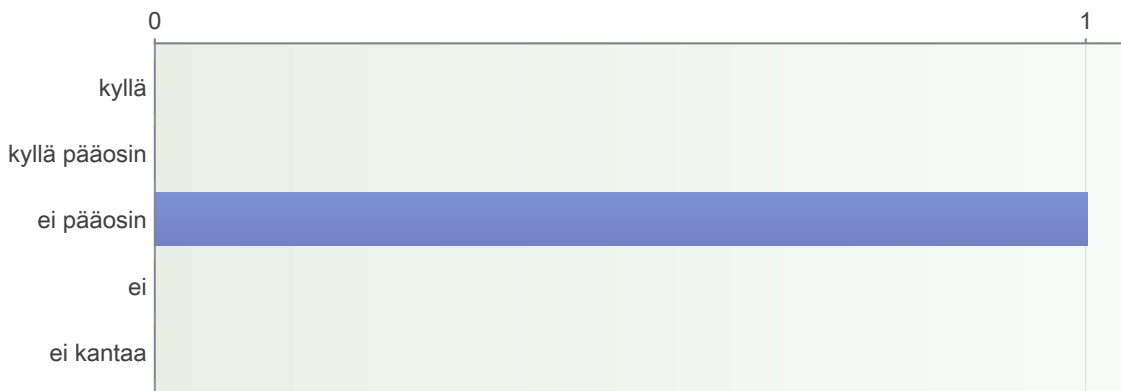 0 1
kyllä
kyllä pääosin
ei pääosin
ei
ei kantaa